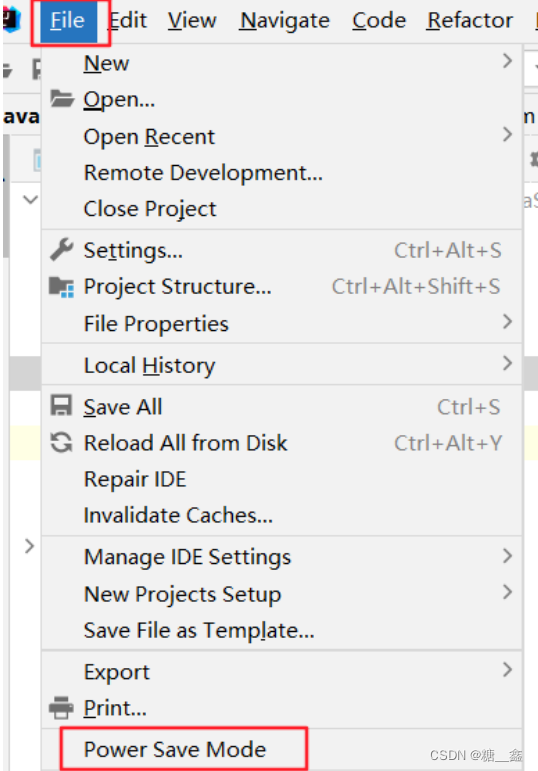 File Edit View Navigate Code Refactor
New
Open...
Open Recent
Remote Development...
Close Project
Settings... Ctrl+Alt+S
Project Structure... Ctrl+Alt+Shift+S
File Properties
Local History
Save All Ctrl+S
Reload All from Disk Ctrl+Alt+Y
Repair IDE
Invalidate Caches...
Manage IDE Settings
New Projects Setup
Save File as Template...
Export
Print...
Power Save Mode
CSDN @糖__鑫